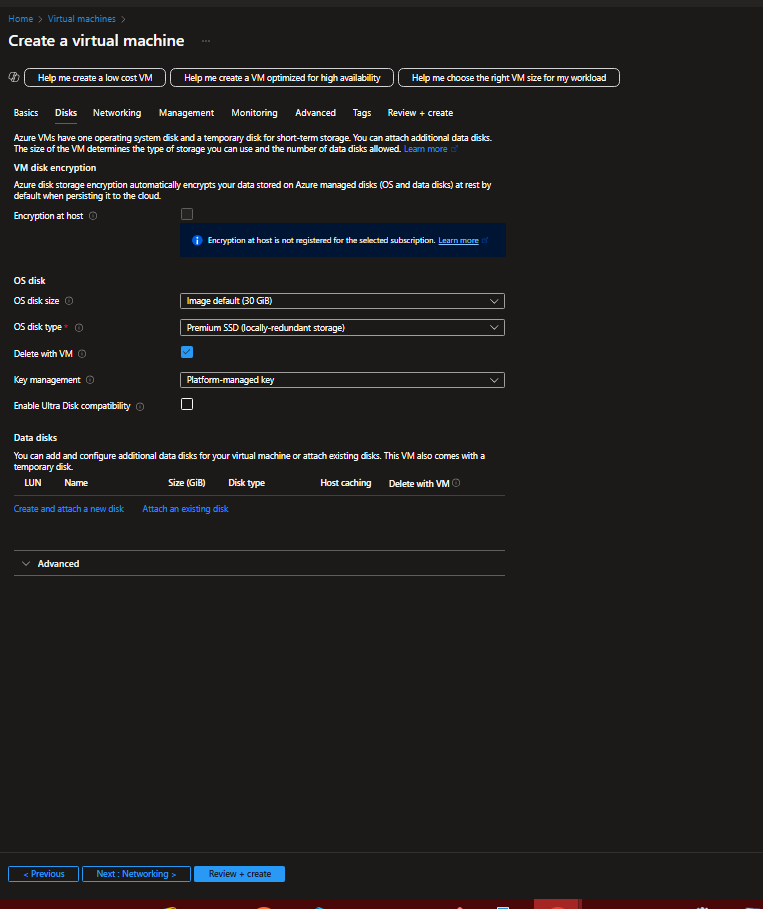 Home > Virtual machines >
Create a virtual machine ...
Help me create a low cost VM Help me create a VM optimized for high availability Help me choose the right VM size for my workload
Basics Disks Networking Management Monitoring Advanced Tags Review + create
Azure VMs have one operating system disk and a temporary disk for short-term storage. You can attach additional data disks.
The size of the VM determines the type of storage you can use and the number of data disks allowed. Learn more
VM disk encryption
Azure disk storage encryption automatically encrypts your data stored on Azure managed disks (OS and data disks) at rest by
default when persisting it to the cloud.
Encryption at host
Encryption at host is not registered for the selected subscription. Learn more
OS disk
OS disk size Image default (30 GiB)
OS disk type * Premium SSD (locally-redundant storage)
Delete with VM
Key management Platform-managed key
Enable Ultra Disk compatibility
Data disks
You can add and configure additional data disks for your virtual machine or attach existing disks. This VM also comes with a
temporary disk.
LUN Name Size (GiB) Disk type Host caching Delete with VM
Create and attach a new disk Attach an existing disk
Advanced
< Previous Next : Networking > Review + create